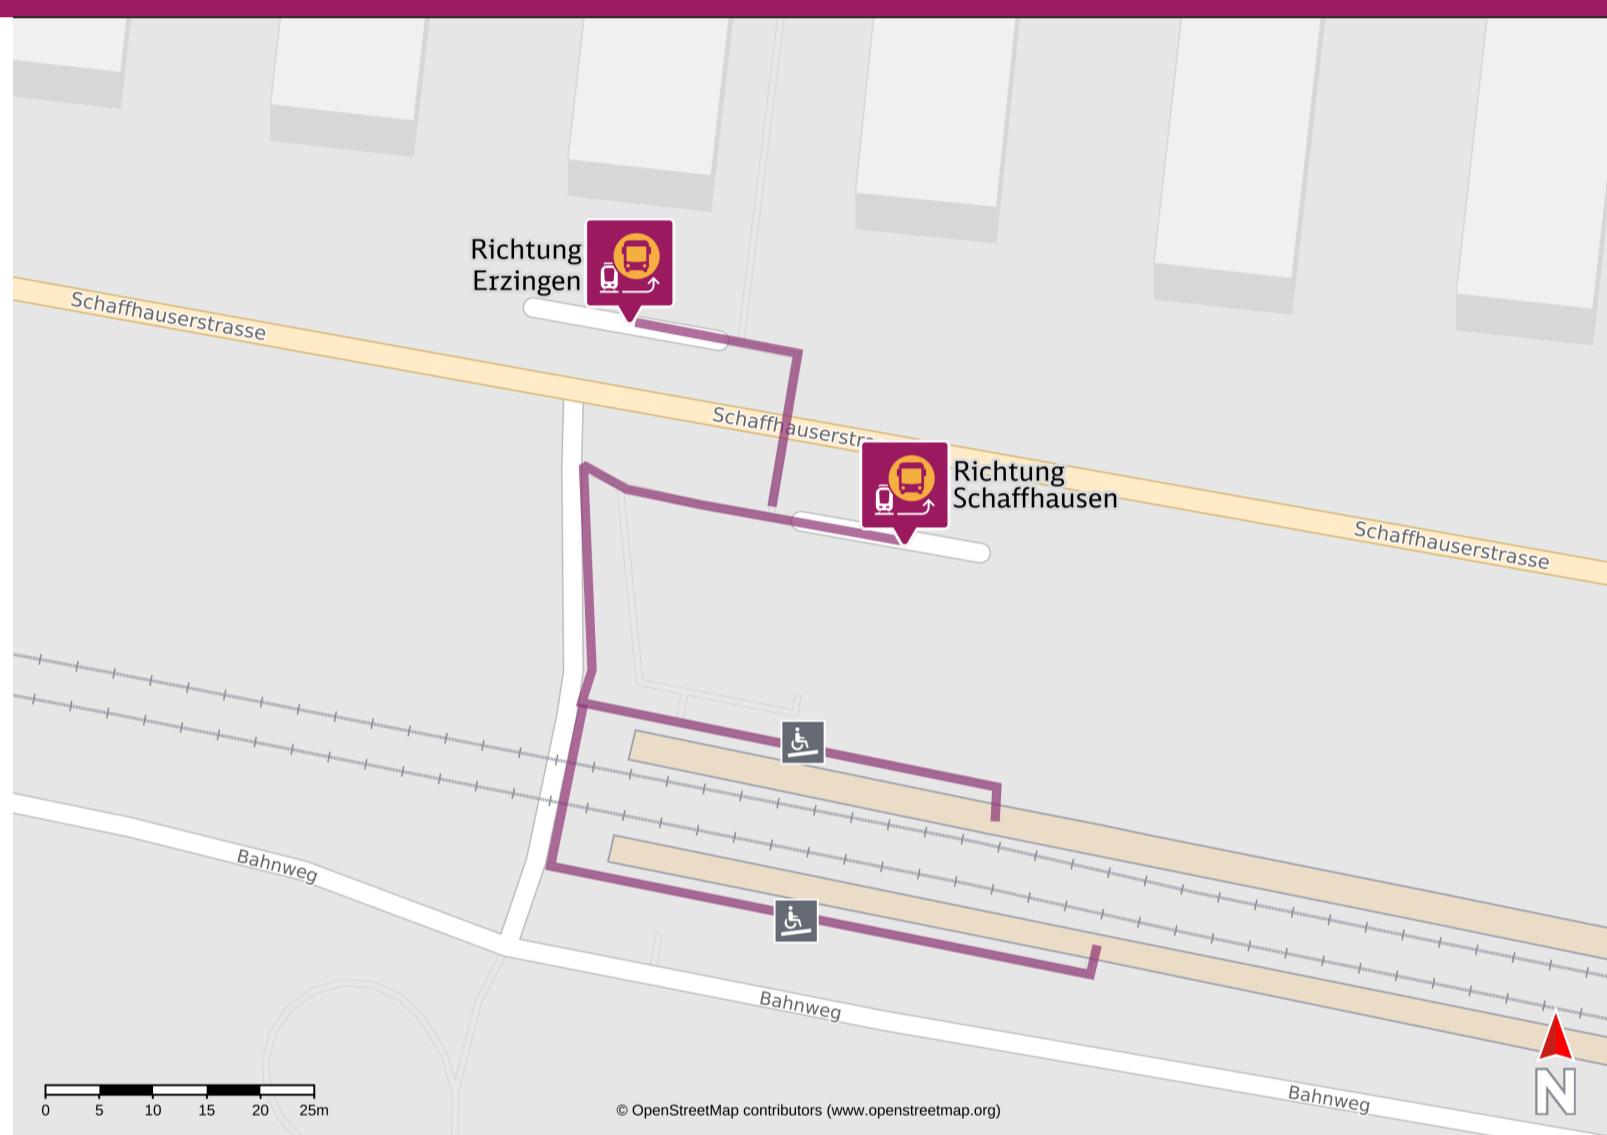 Richtung
Erzingen
Schaffhauserstrasse
Schaffhauserstra
Richtung
Schaffhausen
Schaffhauserstrasse
Bahnweg
Bahnweg
Bahnweg
N
0 5 10 15 20 25m
© OpenStreetMap contributors (www.openstreetmap.org)